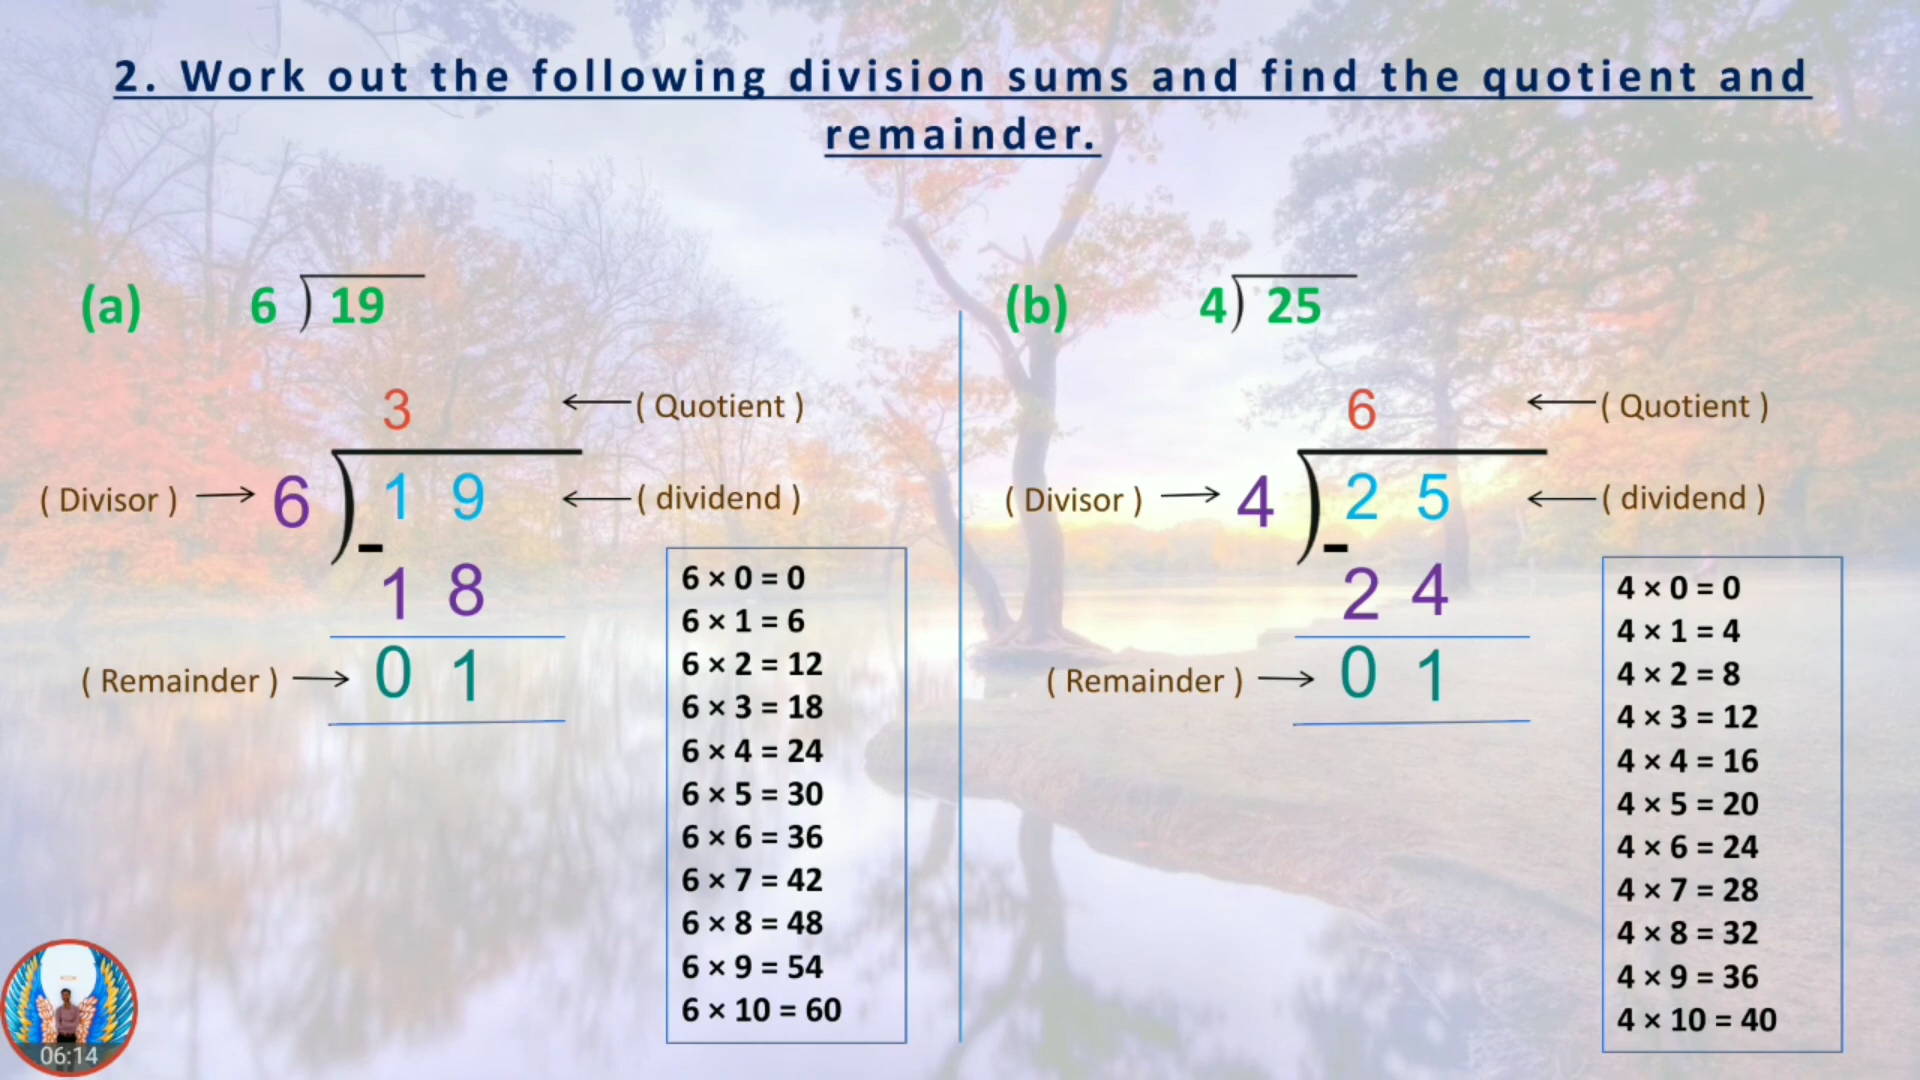 2. Work out the following division sums and find the quotient and
remainder.
(a) 6 ) 19
3 ← ( Quotient )
( Divisor ) → 6 ) 1 9 ← ( dividend )
-
1 8
( Remainder ) → 0 1
6 × 0 = 0
6 × 1 = 6
6 × 2 = 12
6 × 3 = 18
6 × 4 = 24
6 × 5 = 30
6 × 6 = 36
6 × 7 = 42
6 × 8 = 48
6 × 9 = 54
6 × 10 = 60
(b) 4 ) 25
6 ← ( Quotient )
( Divisor ) → 4 ) 2 5 ← ( dividend )
-
2 4
( Remainder ) → 0 1
4 × 0 = 0
4 × 1 = 4
4 × 2 = 8
4 × 3 = 12
4 × 4 = 16
4 × 5 = 20
4 × 6 = 24
4 × 7 = 28
4 × 8 = 32
4 × 9 = 36
4 × 10 = 40
06:14